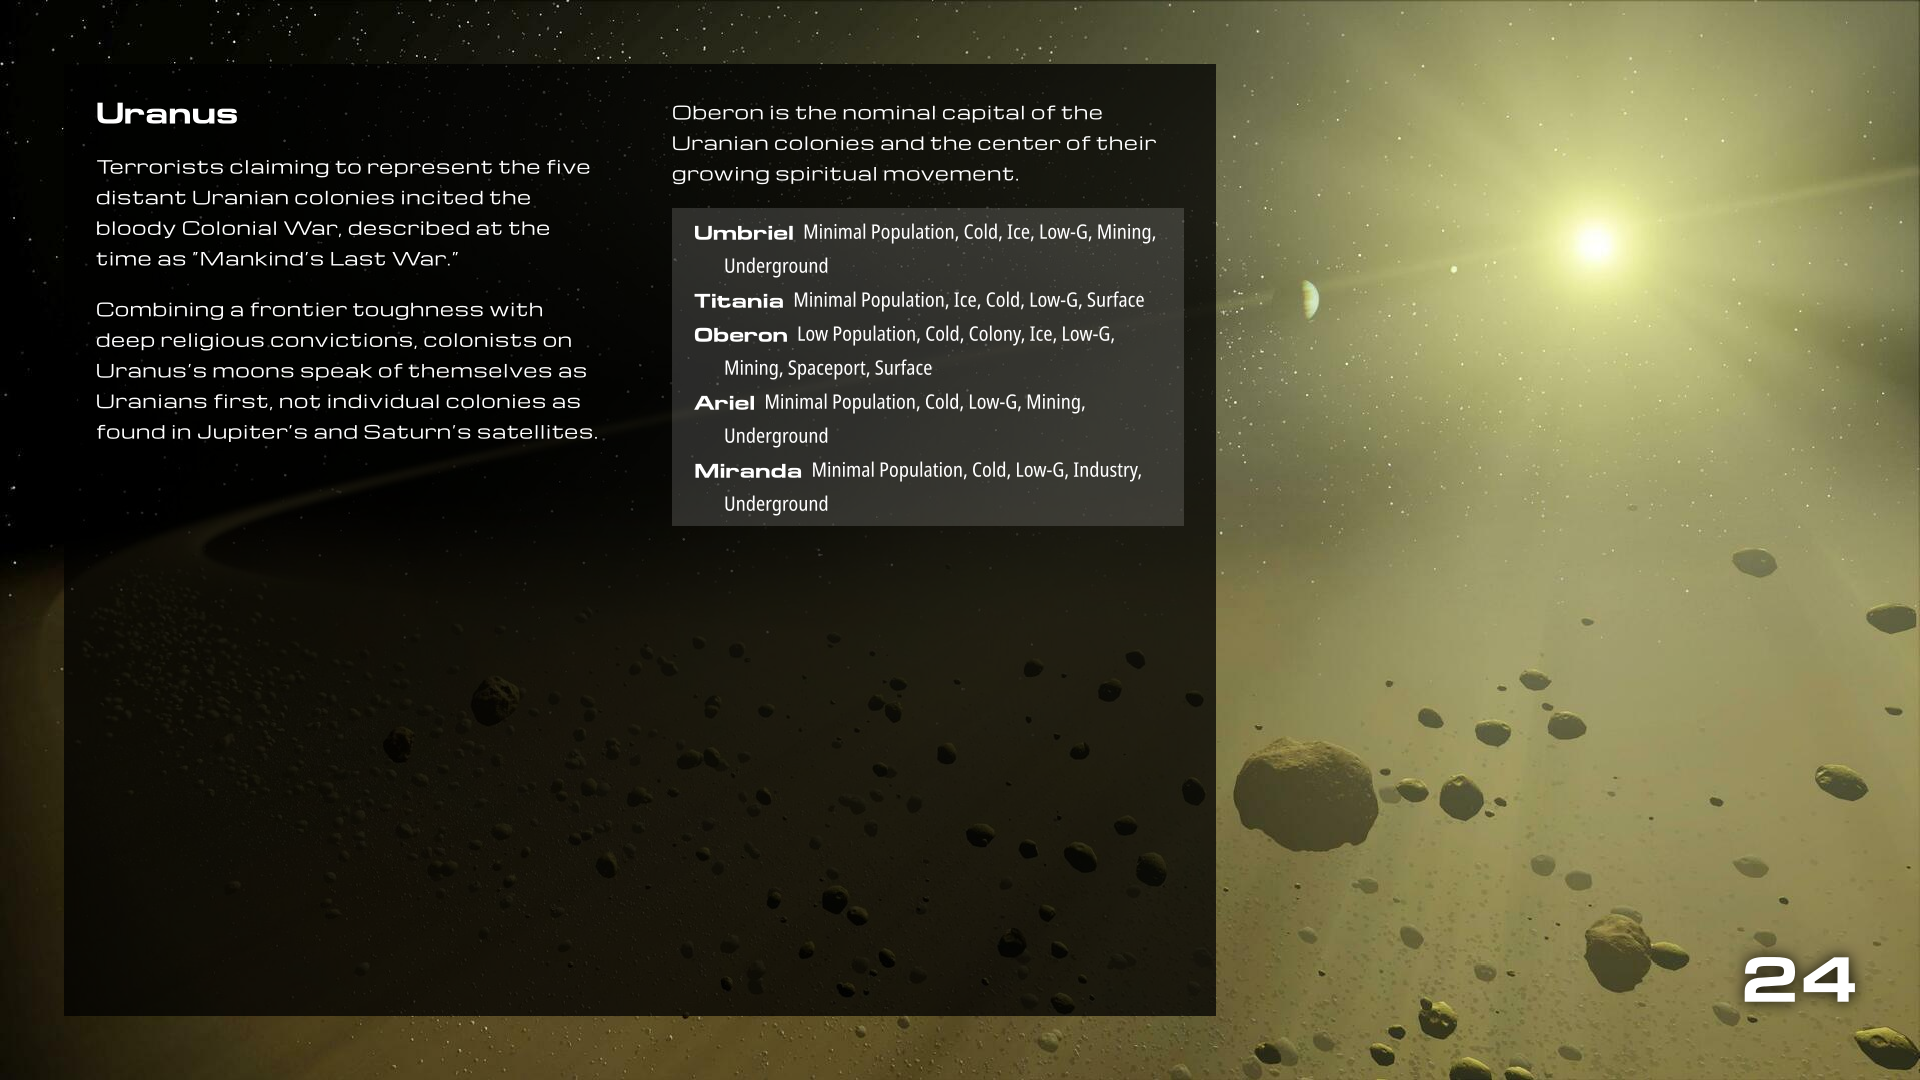 Uranus
Terrorists claiming to represent the five
distant Uranian colonies incited the
bloody Colonial War, described at the
time as "Mankind's Last War."
Combining a frontier toughness with
deep religious convictions, colonists on
Uranus's moons speak of themselves as
Uranians first, not individual colonies as
found in Jupiter's and Saturn's satellites.
Oberon is the nominal capital of the
Uranian colonies and the center of their
growing spiritual movement.
Umbriel Minimal Population, Cold, Ice, Low-G, Mining,
Underground
Titania Minimal Population, Ice, Cold, Low-G, Surface
Oberon Low Population, Cold, Colony, Ice, Low-G,
Mining, Spaceport, Surface
Ariel Minimal Population, Cold, Low-G, Mining,
Underground
Miranda Minimal Population, Cold, Low-G, Industry,
Underground
24